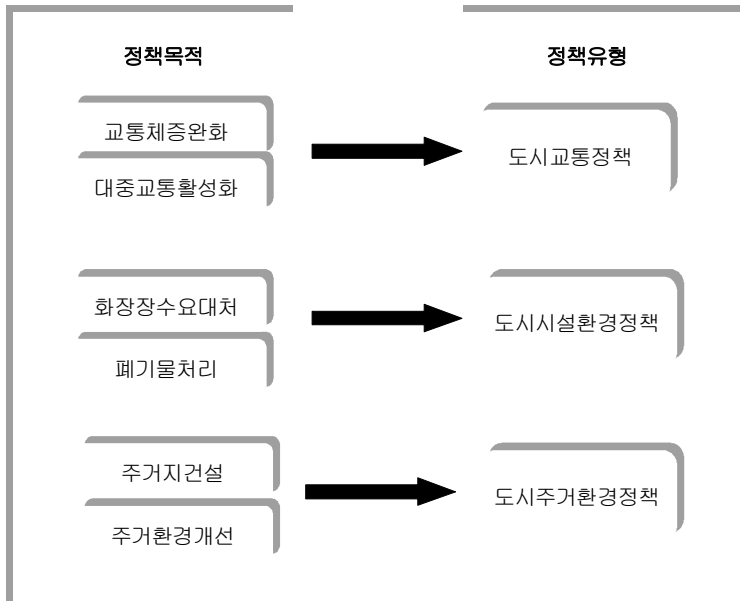 정책목적
정책유형
교통체증완화
대중교통활성화
도시교통정책
화장장수요대처
폐기물처리
도시시설환경정책
주거지건설
주거환경개선
도시주거환경정책